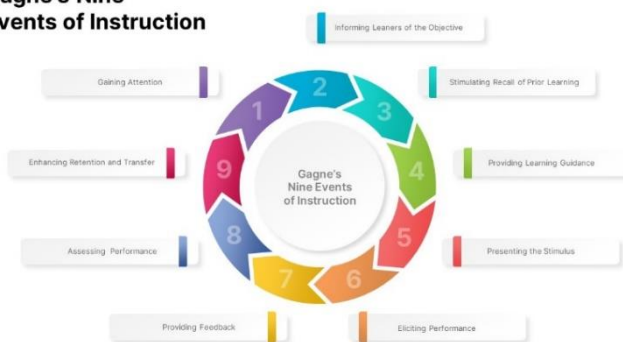 Gagne's Nine
Events of Instruction
Informing Leaners of the Objective
Gaining Attention
Stimulating Recall of Prior Learning
Enhancing Retention and Transfer
Providing Learning Guidance
Assessing Performance
Presenting the Stimulus
Providing Feedback
Eliciting Performance
1
2
3
4
5
6
7
8
9
Gagne's
Nine Events
of Instruction